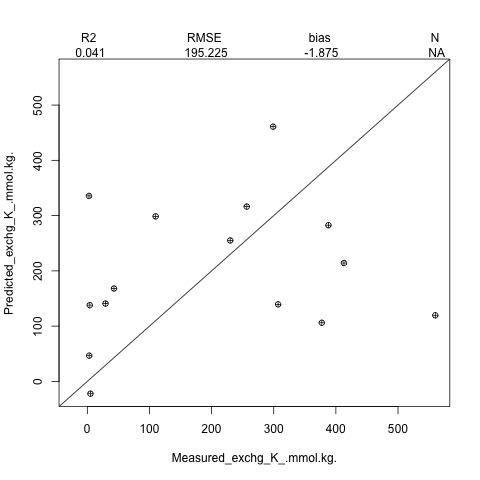 R2 RMSE bias N
0.041 195.225 -1.875 NA
Predicted_exchg_K_.mmol.kg.
500
400
300
200
100
0
0 100 200 300 400 500
Measured_exchg_K_.mmol.kg.